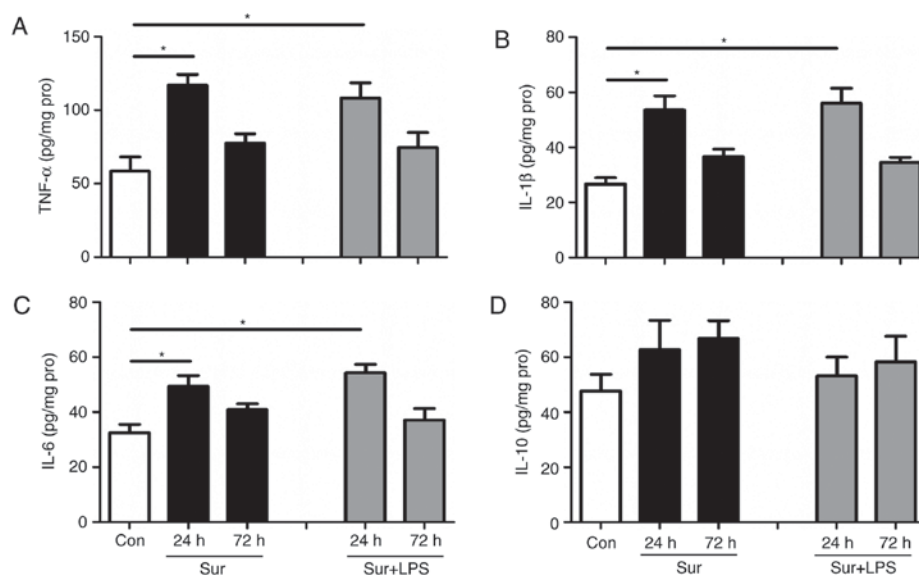 A
TNF-α (pg/mg pro)
150
100
50
0
*
*
B
IL-1β (pg/mg pro)
80
60
40
20
0
*
*
C
IL-6 (pg/mg pro)
80
60
40
20
0
*
*
Con
24 h
72 h
24 h
72 h
Sur
Sur+LPS
D
IL-10 (pg/mg pro)
80
60
40
20
0
Con
24 h
72 h
24 h
72 h
Sur
Sur+LPS